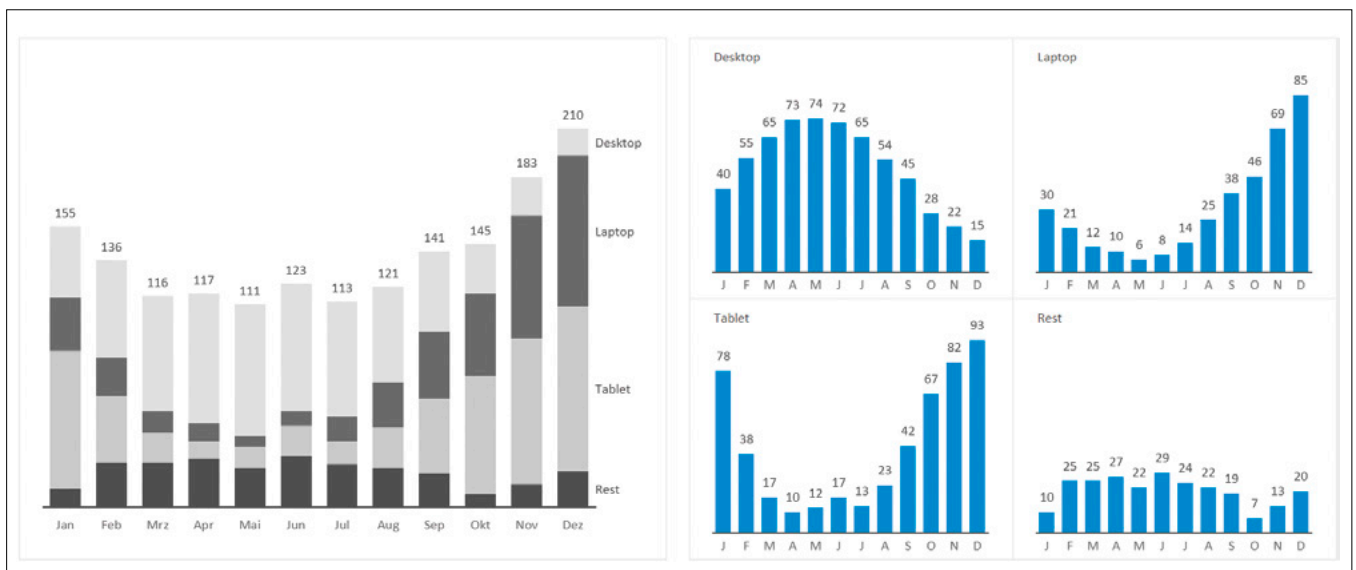 210
Desktop
183
155
Laptop
136
141
145
116
117
111
123
113
121
Tablet
Rest
Jan Feb Mrz Apr Mai Jun Jul Aug Sep Okt Nov Dez
Desktop
40 55 65 73 74 72 65 54 45 28 22 15
J F M A M J J A S O N D
Laptop
30 21 12 10 6 8 14 25 38 46 69 85
J F M A M J J A S O N D
Tablet
78 38 17 10 12 17 13 23 42 67 82 93
J F M A M J J A S O N D
Rest
10 25 25 27 22 29 24 22 19 7 13 20
J F M A M J J A S O N D